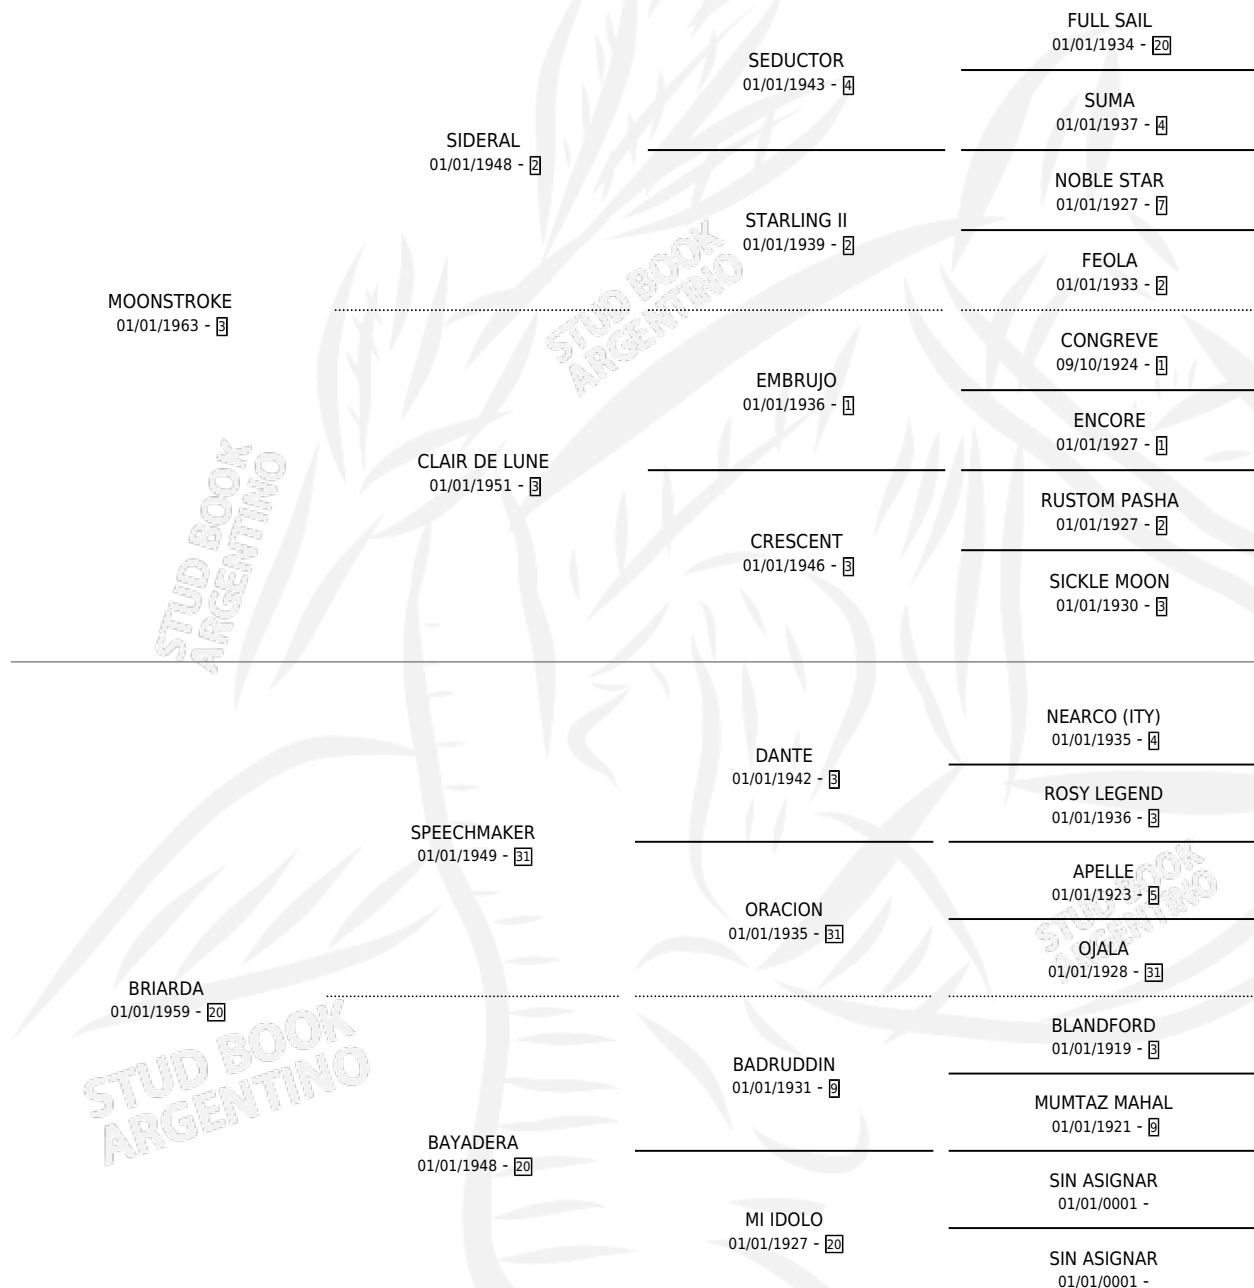 FULL SAIL
01/01/1934 - 20
SEDUCTOR
01/01/1943 - 4
SUMA
01/01/1937 - 4
SIDERAL
01/01/1948 - 2
NOBLE STAR
01/01/1927 - 7
STARLING II
01/01/1939 - 2
FEOLA
01/01/1933 - 2
MOONSTROKE
01/01/1963 - 3
CONGREVE
09/10/1924 - 1
EMBRUJO
01/01/1936 - 1
ENCORE
01/01/1927 - 1
CLAIR DE LUNE
01/01/1951 - 3
RUSTOM PASHA
01/01/1927 - 2
CRESCENT
01/01/1946 - 3
SICKLE MOON
01/01/1930 - 3
STUD BOOK
ARGENTINO
STUD BOOK
ARGENTINO
NEARCO (ITY)
01/01/1935 - 4
DANTE
01/01/1942 - 3
ROSY LEGEND
01/01/1936 - 3
SPEECHMAKER
01/01/1949 - 31
APELLE
01/01/1923 - 5
ORACION
01/01/1935 - 31
OJALA
01/01/1928 - 31
BRIARDA
01/01/1959 - 20
BLANDFORD
01/01/1919 - 3
BADRUDDIN
01/01/1931 - 9
MUMTAZ MAHAL
01/01/1921 - 9
BAYADERA
01/01/1948 - 20
SIN ASIGNAR
01/01/0001 -
MI IDOLO
01/01/1927 - 20
SIN ASIGNAR
01/01/0001 -
STUD BOOK
ARGENTINO
STUD BOOK
ARGENTINO